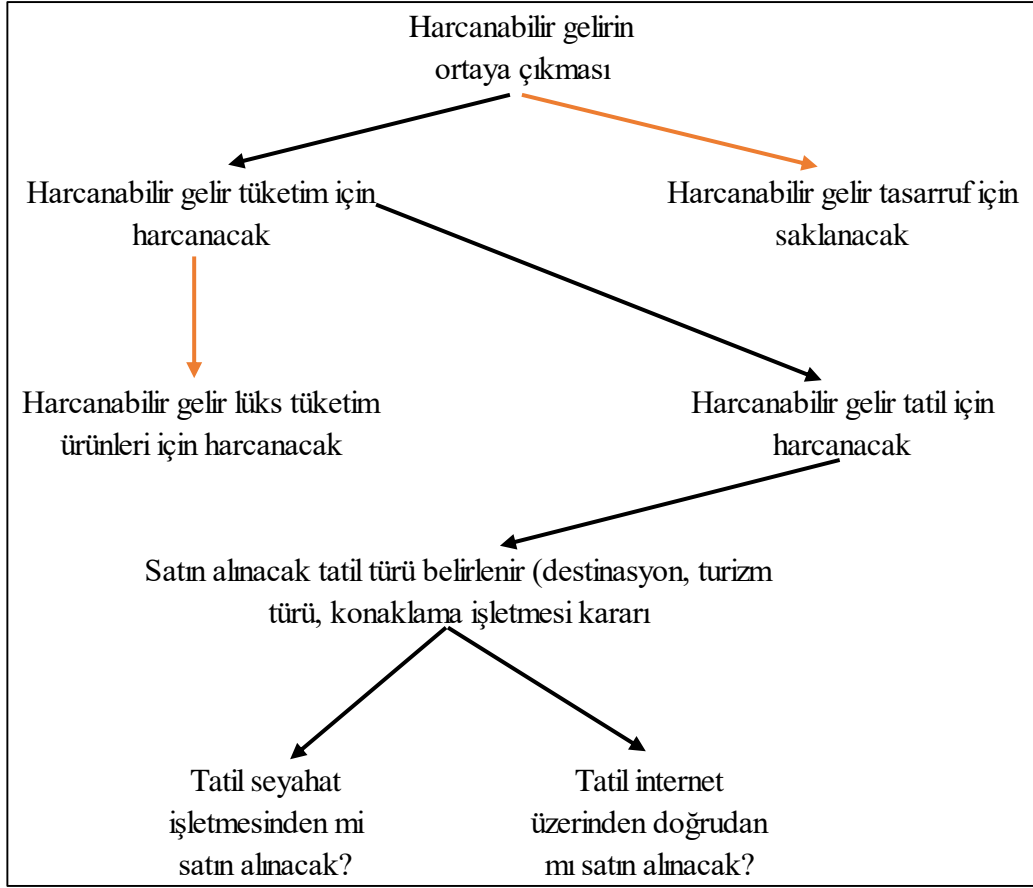 Harcanabilir gelirin
ortaya çıkması
Harcanabilir gelir tüketim için
harcanacak
Harcanabilir gelir tasarruf için
saklanacak
Harcanabilir gelir lüks tüketim
ürünleri için harcanacak
Harcanabilir gelir tatil için
harcanacak
Satın alınacak tatil türü belirlenir (destinasyon, turizm
türü, konaklama işletmesi kararı
Tatil seyahat
işletmesinden mi
satın alınacak?
Tatil internet
üzerinden doğrudan
mı satın alınacak?